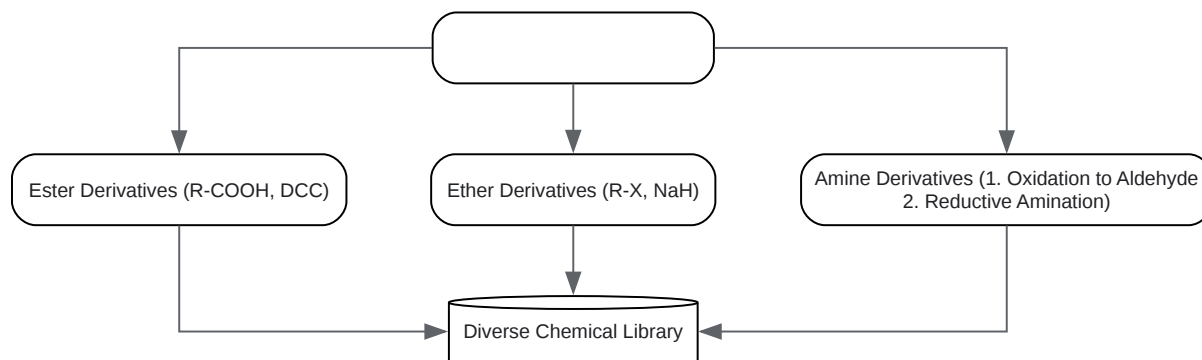 Ester Derivatives (R-COOH, DCC)
Ether Derivatives (R-X, NaH)
Amine Derivatives (1. Oxidation to Aldehyde
2. Reductive Amination)
Diverse Chemical Library